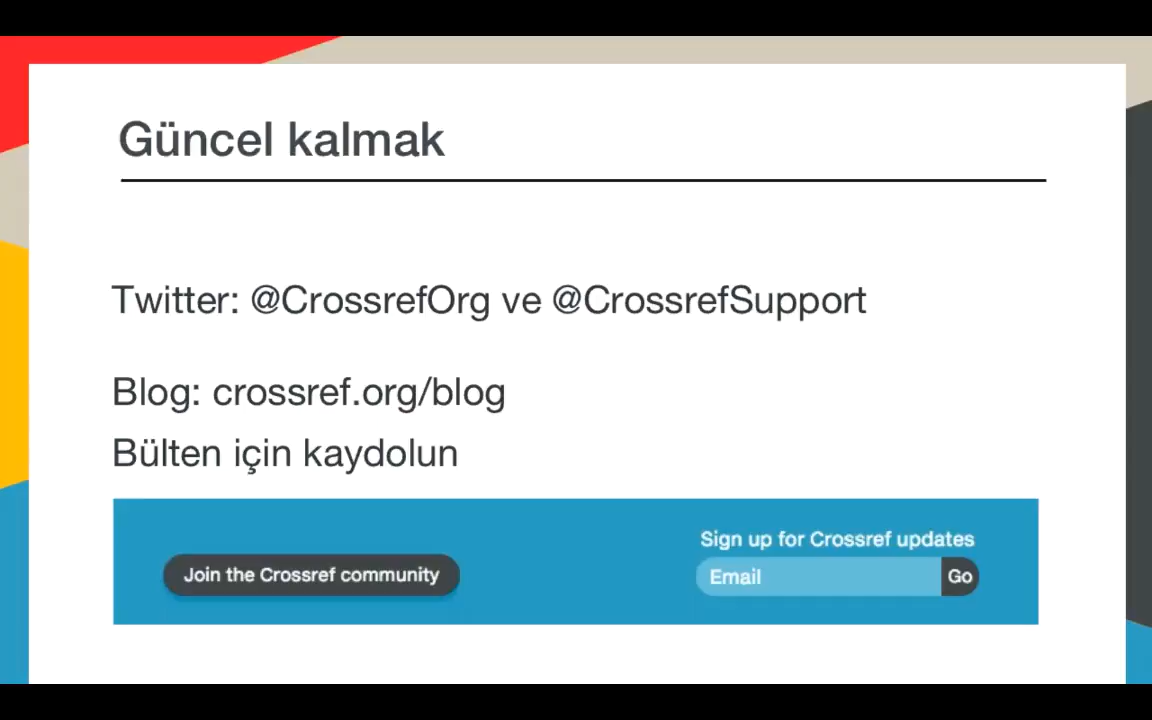 Güncel kalmak
Twitter: @CrossrefOrg ve @CrossrefSupport
Blog: crossref.org/blog
Bülten için kaydolun
Sign up for Crossref updates
Join the Crossref community
Email
Go